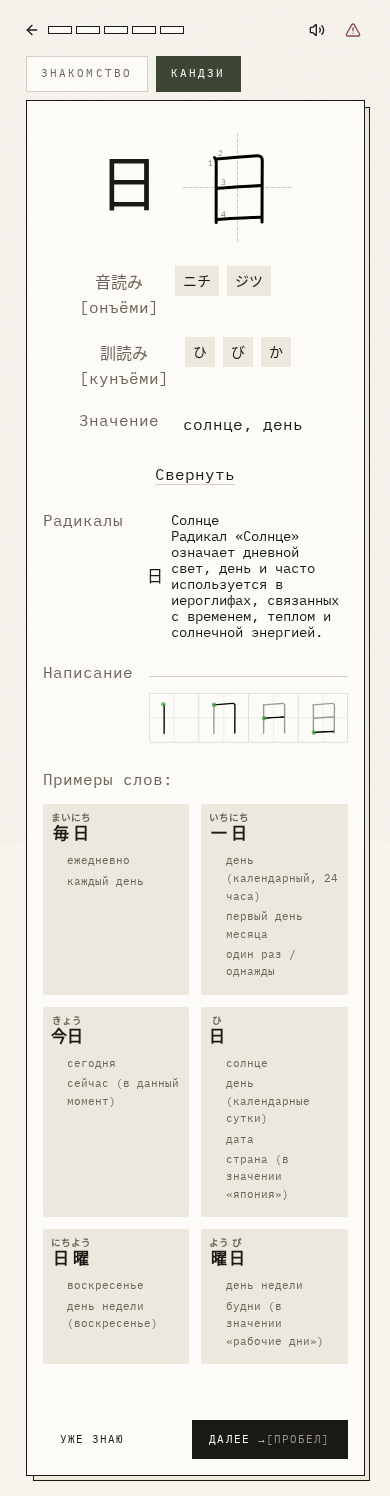 ЗНАКОМСТВО КАНДЗИ
日 日
1 2 3 4
音読み ニチ ジツ
[онъёми]
訓読み ひ び か
[кунъёми]
Значение солнце, день
Свернуть
Радикалы
日
Солнце
Радикал «Солнце»
означает дневной
свет, день и часто
используется в
иероглифах, связанных
с временем, теплом и
солнечной энергией.
Написание
Примеры слов:
まいにち
毎日
ежедневно
каждый день
いちにち
一日
день
(календарный, 24
часа)
первый день
месяца
один раз /
однажды
きょう
今日
сегодня
сейчас (в данный
момент)
ひ
日
солнце
день
(календарные
сутки)
дата
страна (в
значении
«япония»)
にちよう
日曜
воскресенье
день недели
(воскресенье)
よう び
曜日
день недели
будни (в
значении
«рабочие дни»)
УЖЕ ЗНАЮ
ДАЛЕЕ →[ПРОБЕЛ]